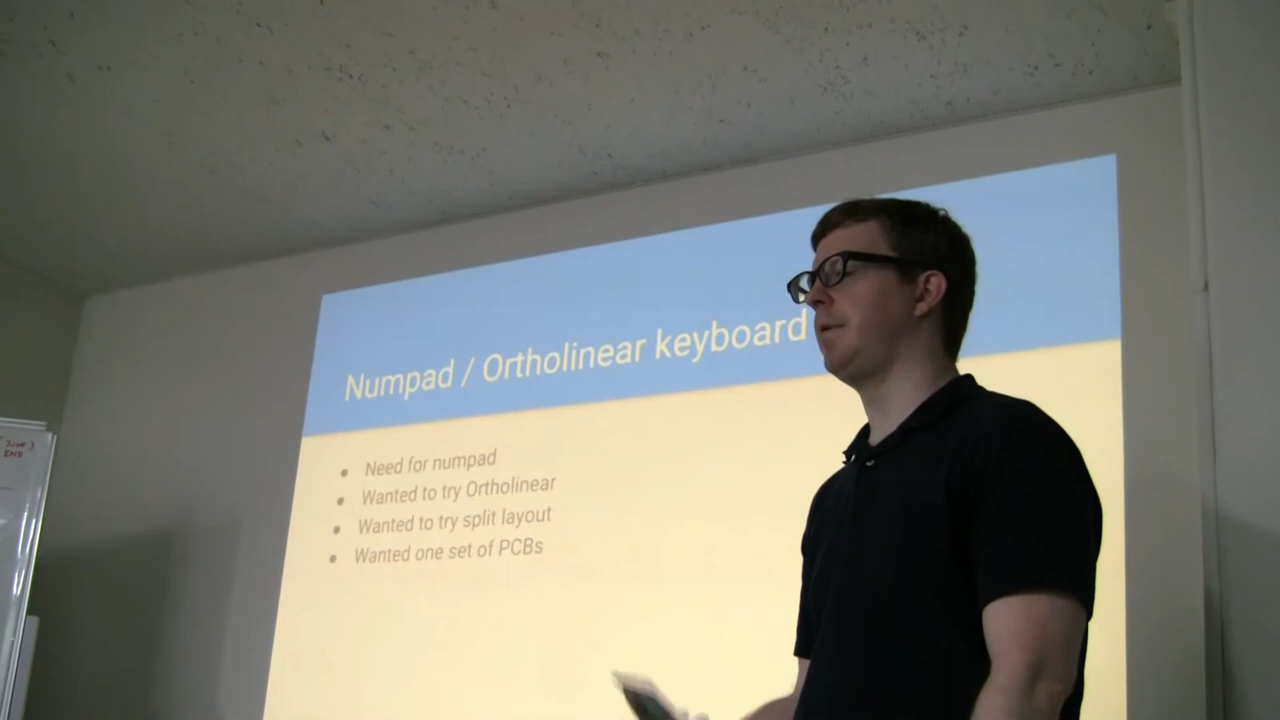 Numpad / Ortholinear keyboard
Need for numpad
Wanted to try Ortholinear
Wanted to try split layout
Wanted one set of PCBs